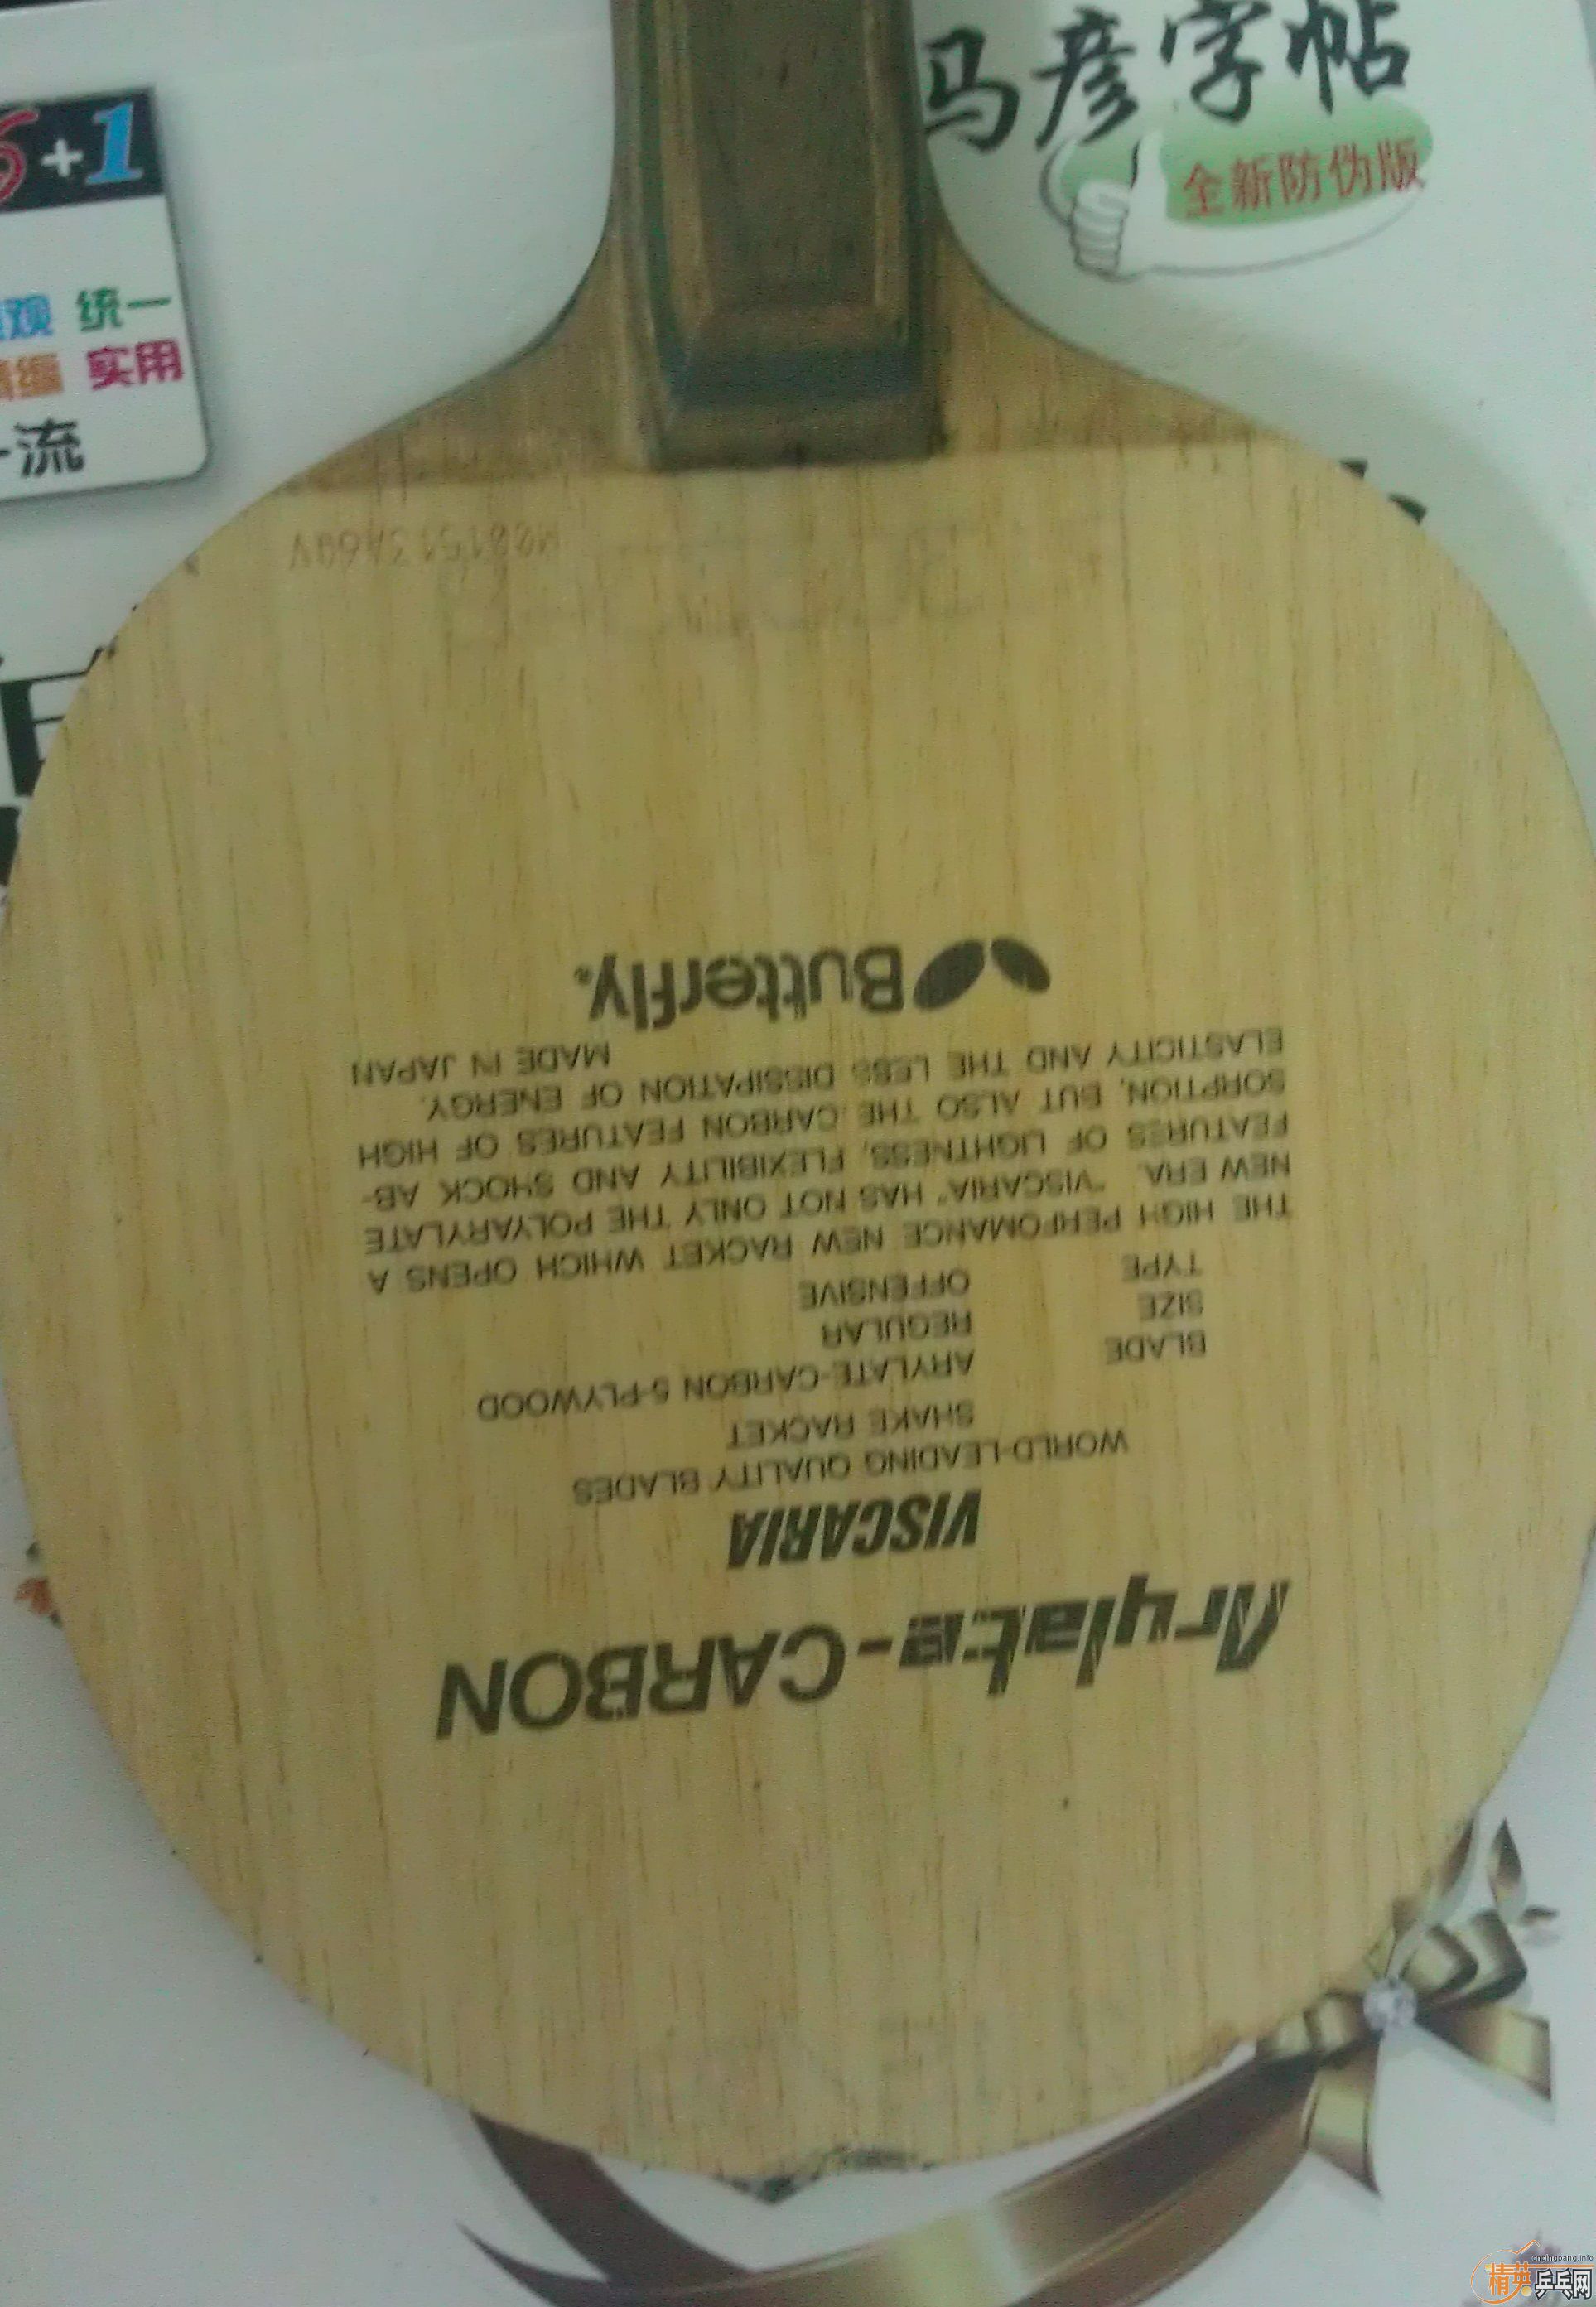 马彦字帖
全新防伪版
+1
观 统一
编 实用
一流
Arylate-CARBON
VISCARIA
WORLD-LEADING QUALITY BLADES
SHAKE RACKET
BLADE ARYLATE-CARBON 5-PLYWOOD
SIZE REGULAR
TYPE OFFENSIVE
THE HIGH PERFOMANCE NEW RACKET WHICH OPENS A
NEW ERA. "VISCARIA" HAS NOT ONLY THE POLYARYLATE
FEATURES OF LIGHTNESS, FLEXIBILITY AND SHOCK AB-
SORPTION, BUT ALSO THE CARBON FEATURES OF HIGH
ELASTICITY AND THE LESS DISSIPATION OF ENERGY.
MADE IN JAPAN
Butterfly®
精英乒乓网